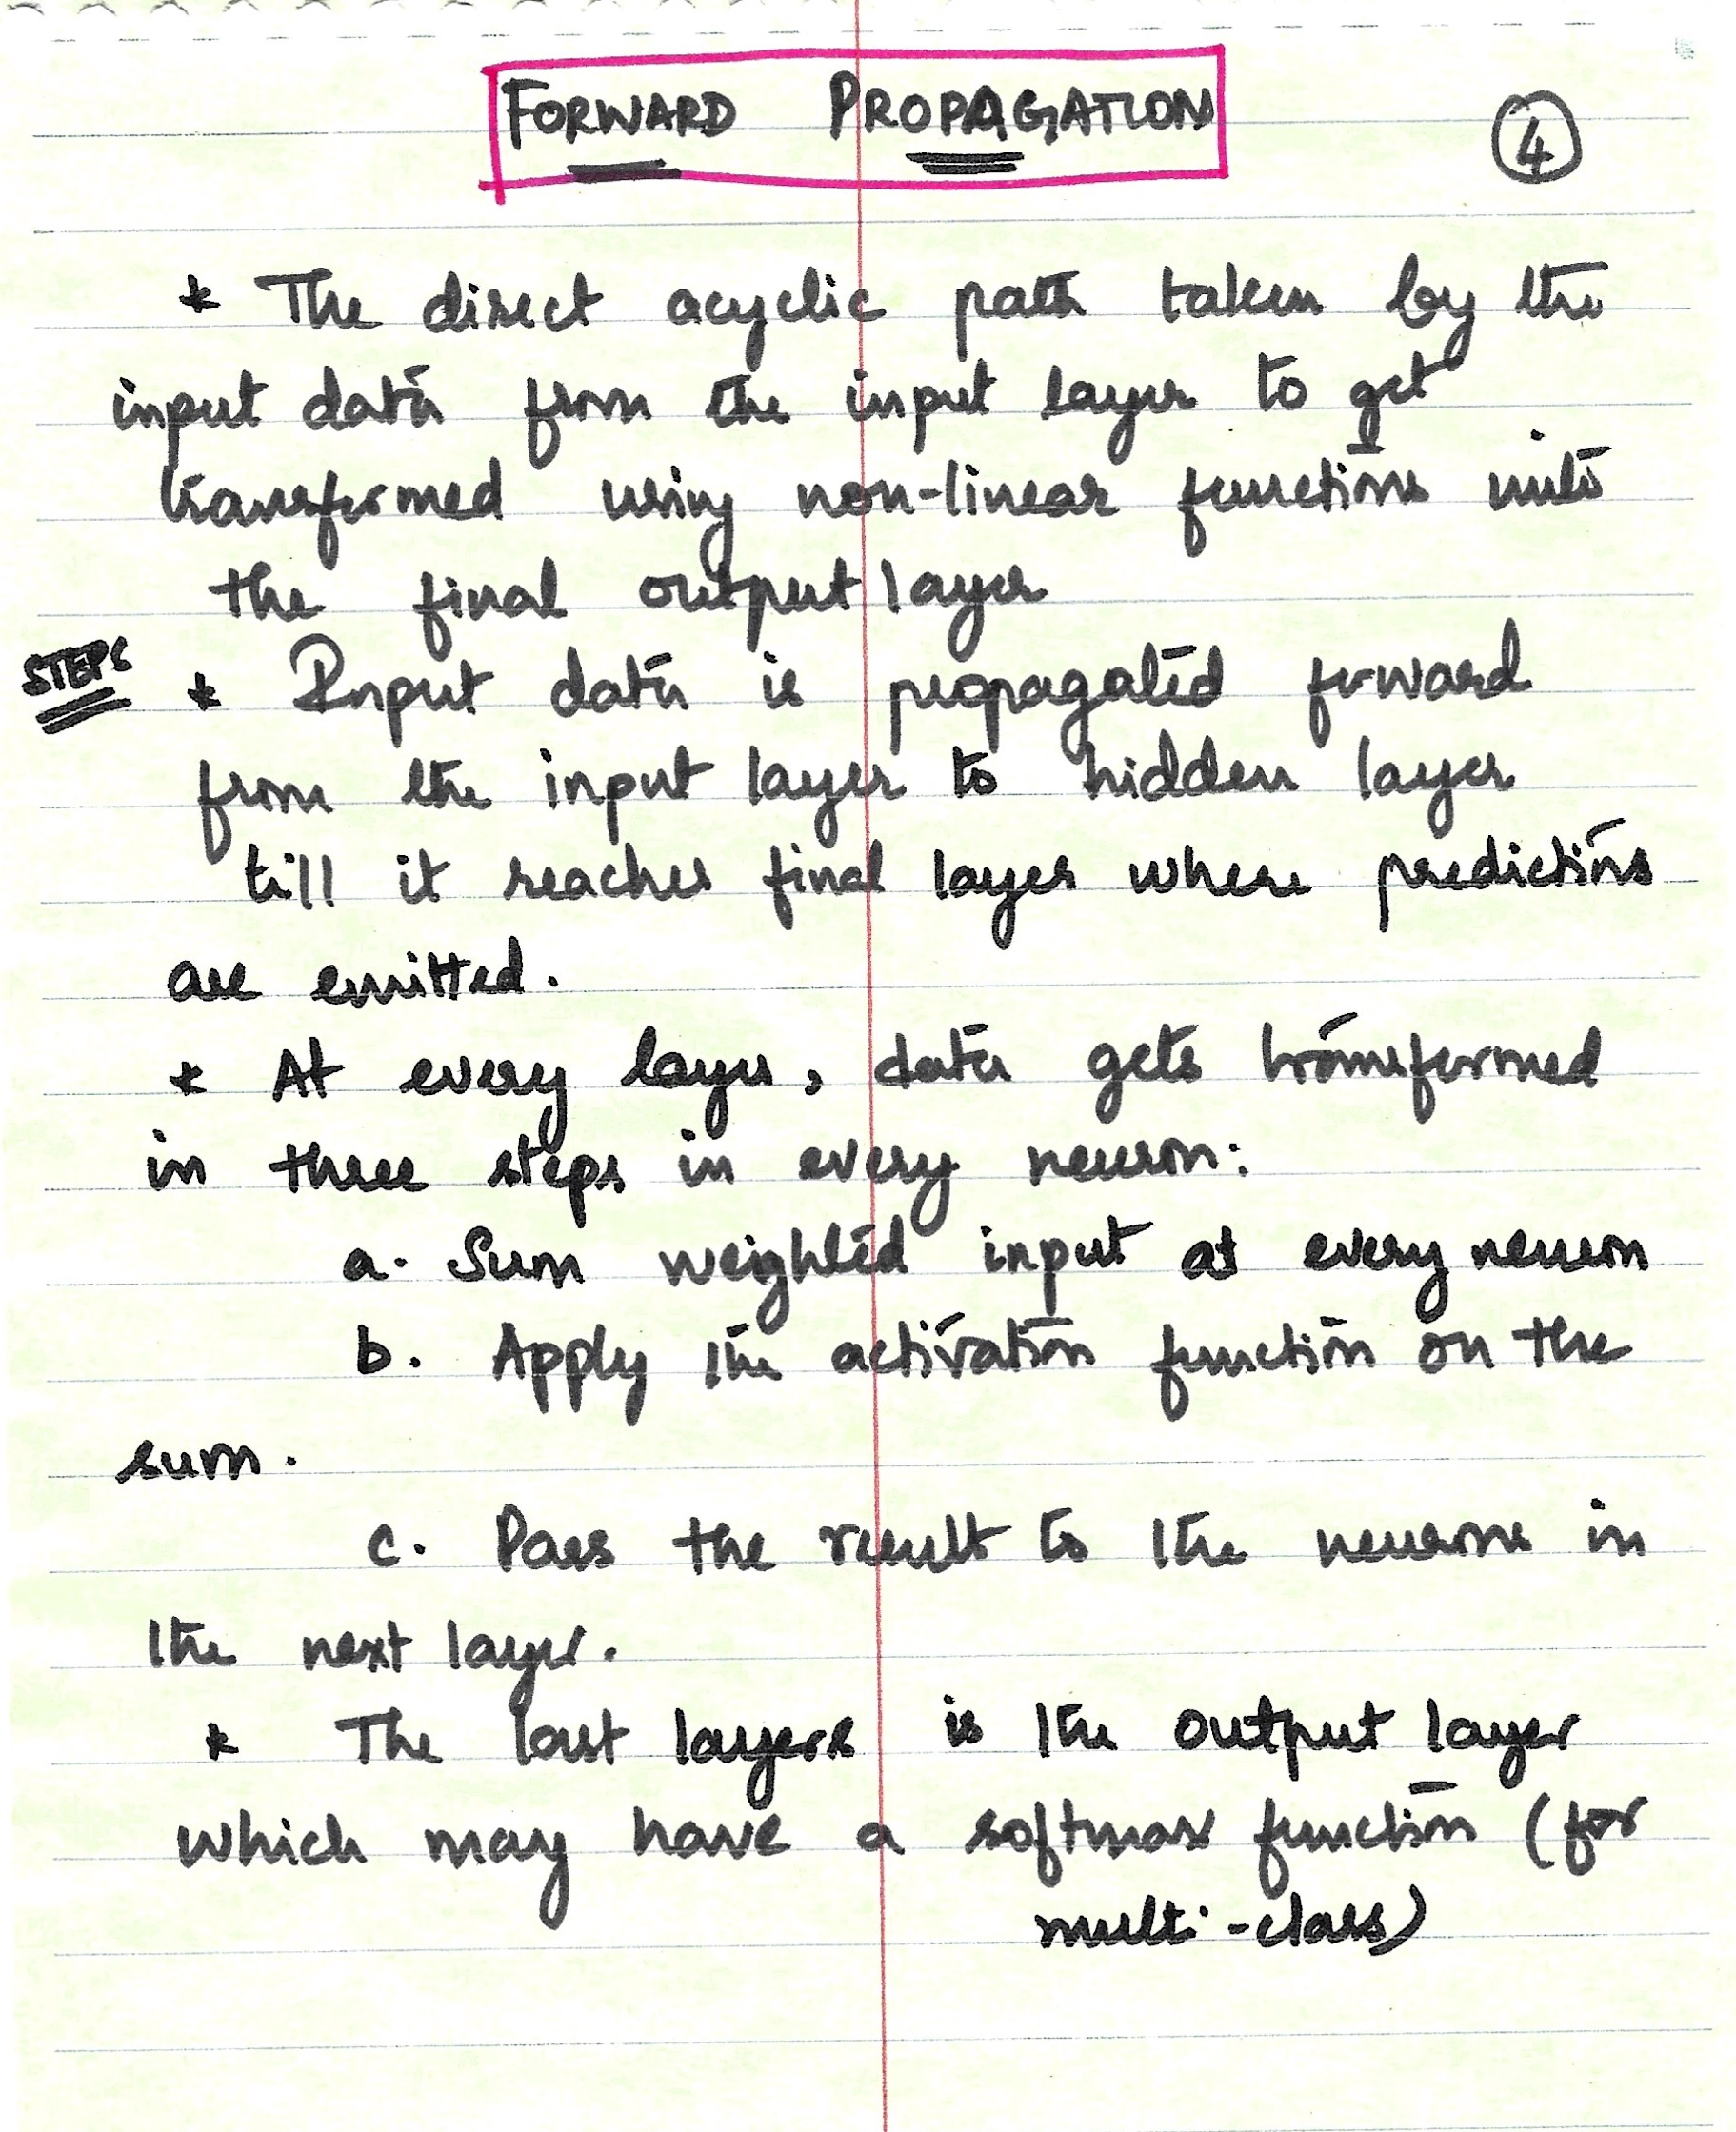 FORWARD PROPAGATION
4
* The direct acyclic path taken by the
input data from the input layer to get
transformed using non-linear functions into
the final output layer
STEPS
* Input data is propagated forward
from the input layer to hidden layer
till it reaches final layer where predictions
are emitted.
* At every layer, data gets transformed
in three steps in every neuron:
a. Sum weighted input at every neuron
b. Apply the activation function on the
sum.
c. Pass the result to the neurons in
the next layer.
* The last layers is the output layer
which may have a softmax function (for
multi-class)